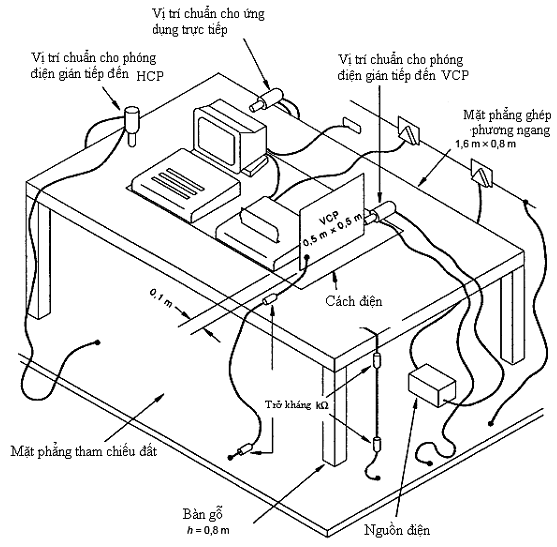 Vị trí chuẩn cho ứng
dụng trực tiếp
Vị trí chuẩn cho phóng
điện gián tiếp đến HCP
Vị trí chuẩn cho phóng
điện gián tiếp đến VCP
Mặt phẳng ghép
phương ngang
1,6 m × 0,8 m
VCP
0,5 m × 0,5 m
Cách điện
0,1 m
Trở kháng kΩ
Mặt phẳng tham chiếu đất
Bàn gỗ
h = 0,8 m
Nguồn điện